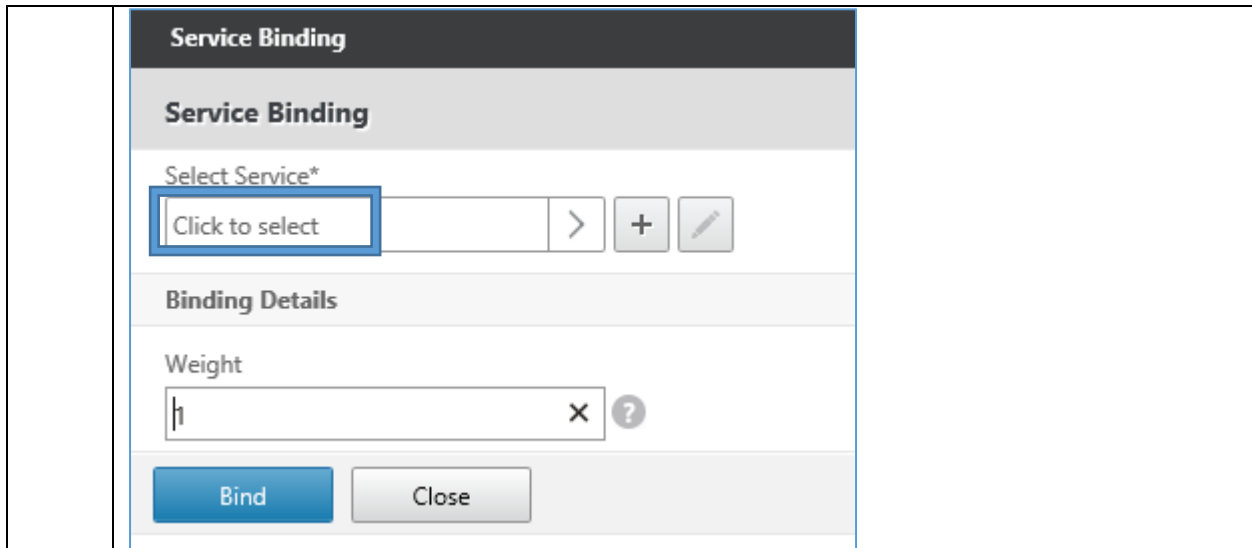 Service Binding
Service Binding
Select Service*
Click to select
+
Binding Details
Weight
1
?
Bind
Close